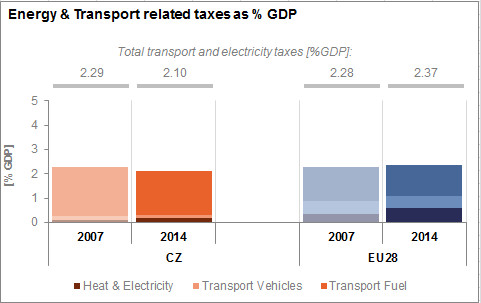 Energy & Transport related taxes as % GDP
Total transport and electricity taxes [%GDP]:
2.29 2.10 2.28 2.37
[% GDP]
5
4
3
2
1
0
2007 2014 2007 2014
CZ EU28
Heat & Electricity Transport Vehicles Transport Fuel